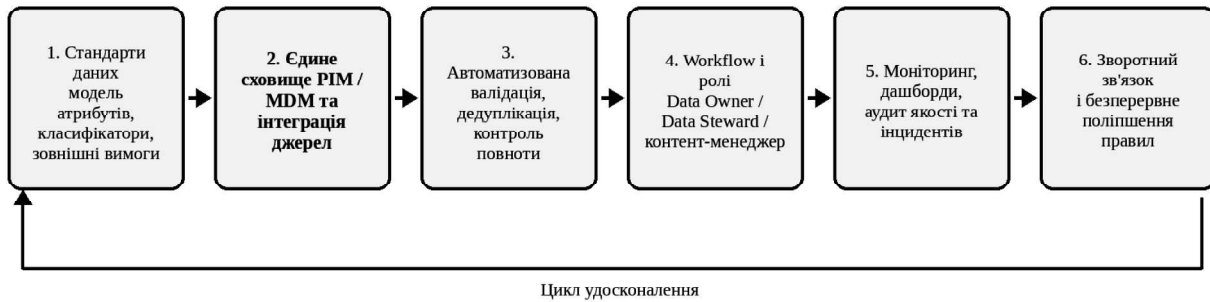 1. Стандарти
даних
модель
атрибутів,
класифікатори,
зовнішні вимоги
2. Єдине
сховище PIM /
MDM та
інтеграція
джерел
3.
Автоматизована
валідація,
дедуплікація,
контроль
повноти
4. Workflow і
ролі
Data Owner /
Data Steward /
контент-менеджер
5. Моніторинг,
дашборди,
аудит якості та
інцидентів
6. Зворотний
зв'язок
і безперервне
поліпшення
правил
Цикл удосконалення